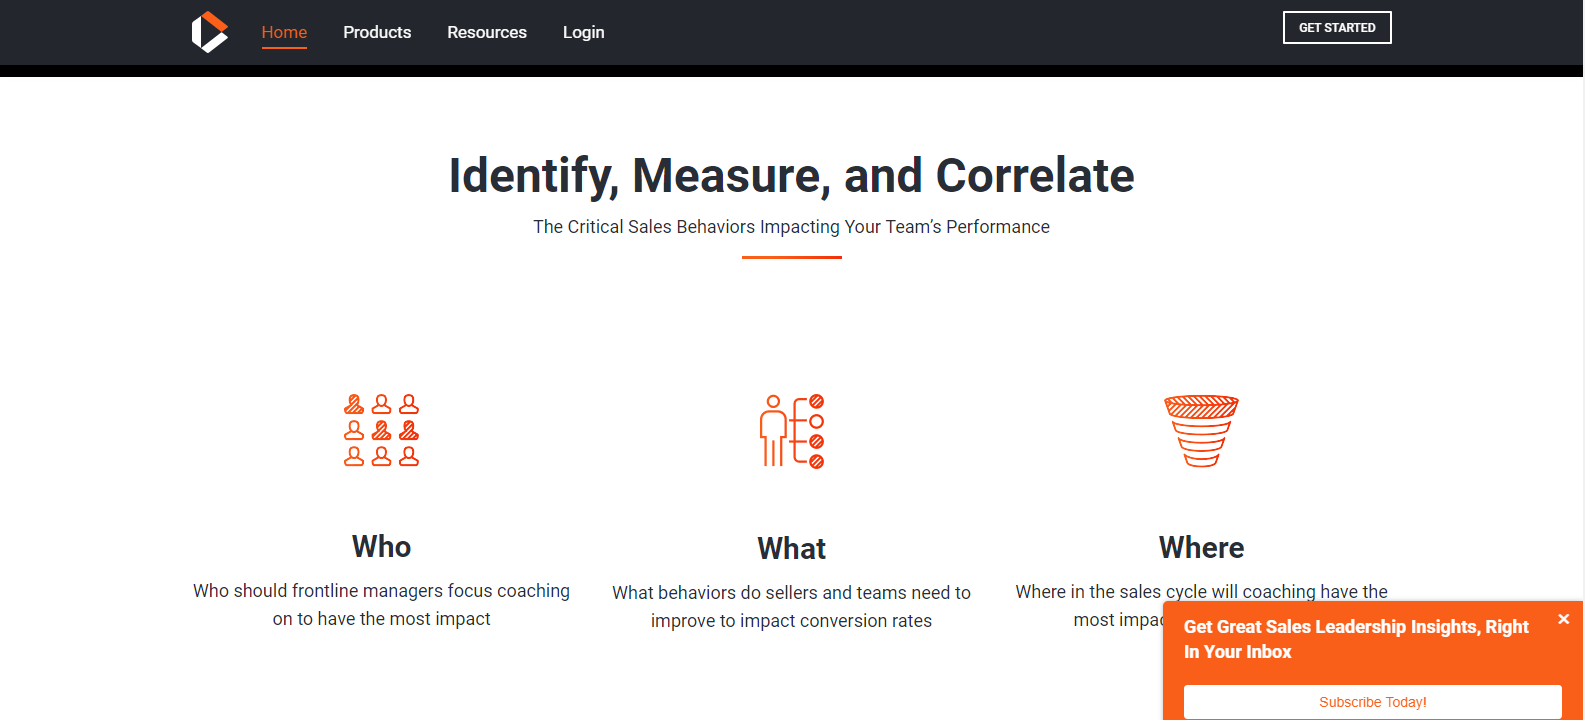 Home Products Resources Login GET STARTED
Identify, Measure, and Correlate
The Critical Sales Behaviors Impacting Your Team’s Performance
Who
Who should frontline managers focus coaching
on to have the most impact
What
What behaviors do sellers and teams need to
improve to impact conversion rates
Where
Where in the sales cycle will coaching have the
most
Get Great Sales Leadership Insights, Right
In Your Inbox
Subscribe Today!